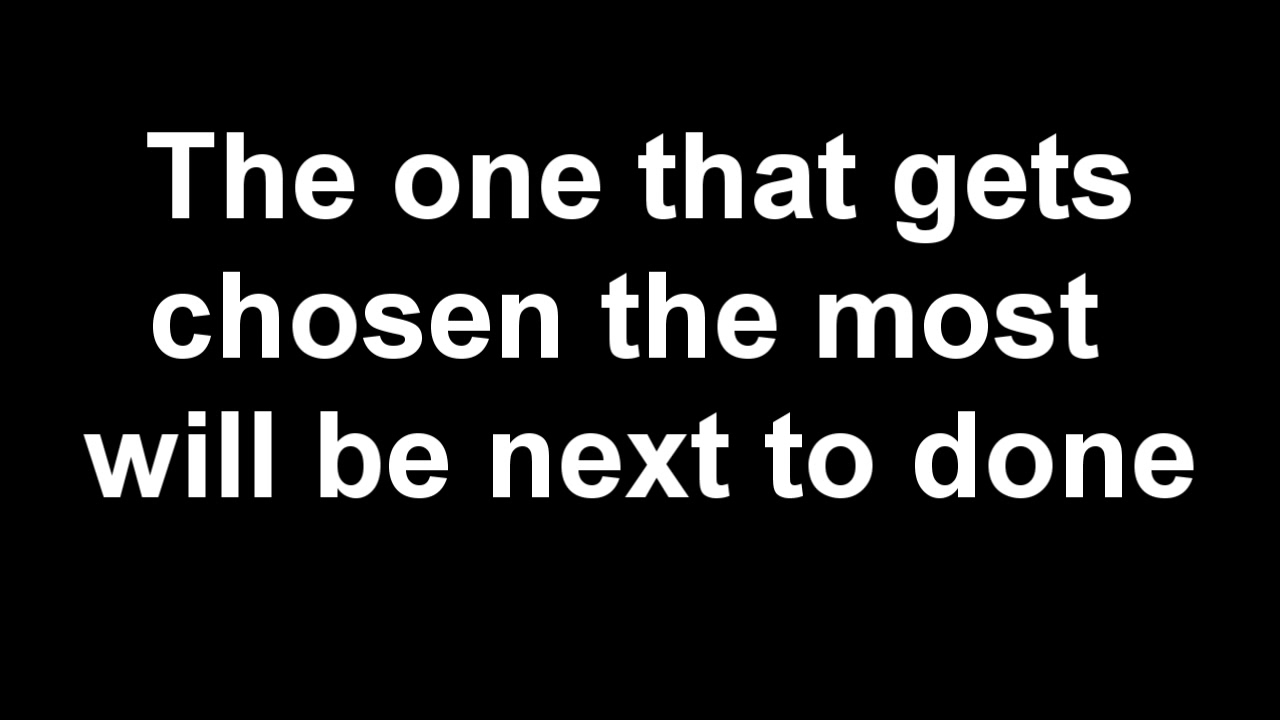 The one that gets
chosen the most
will be next to done